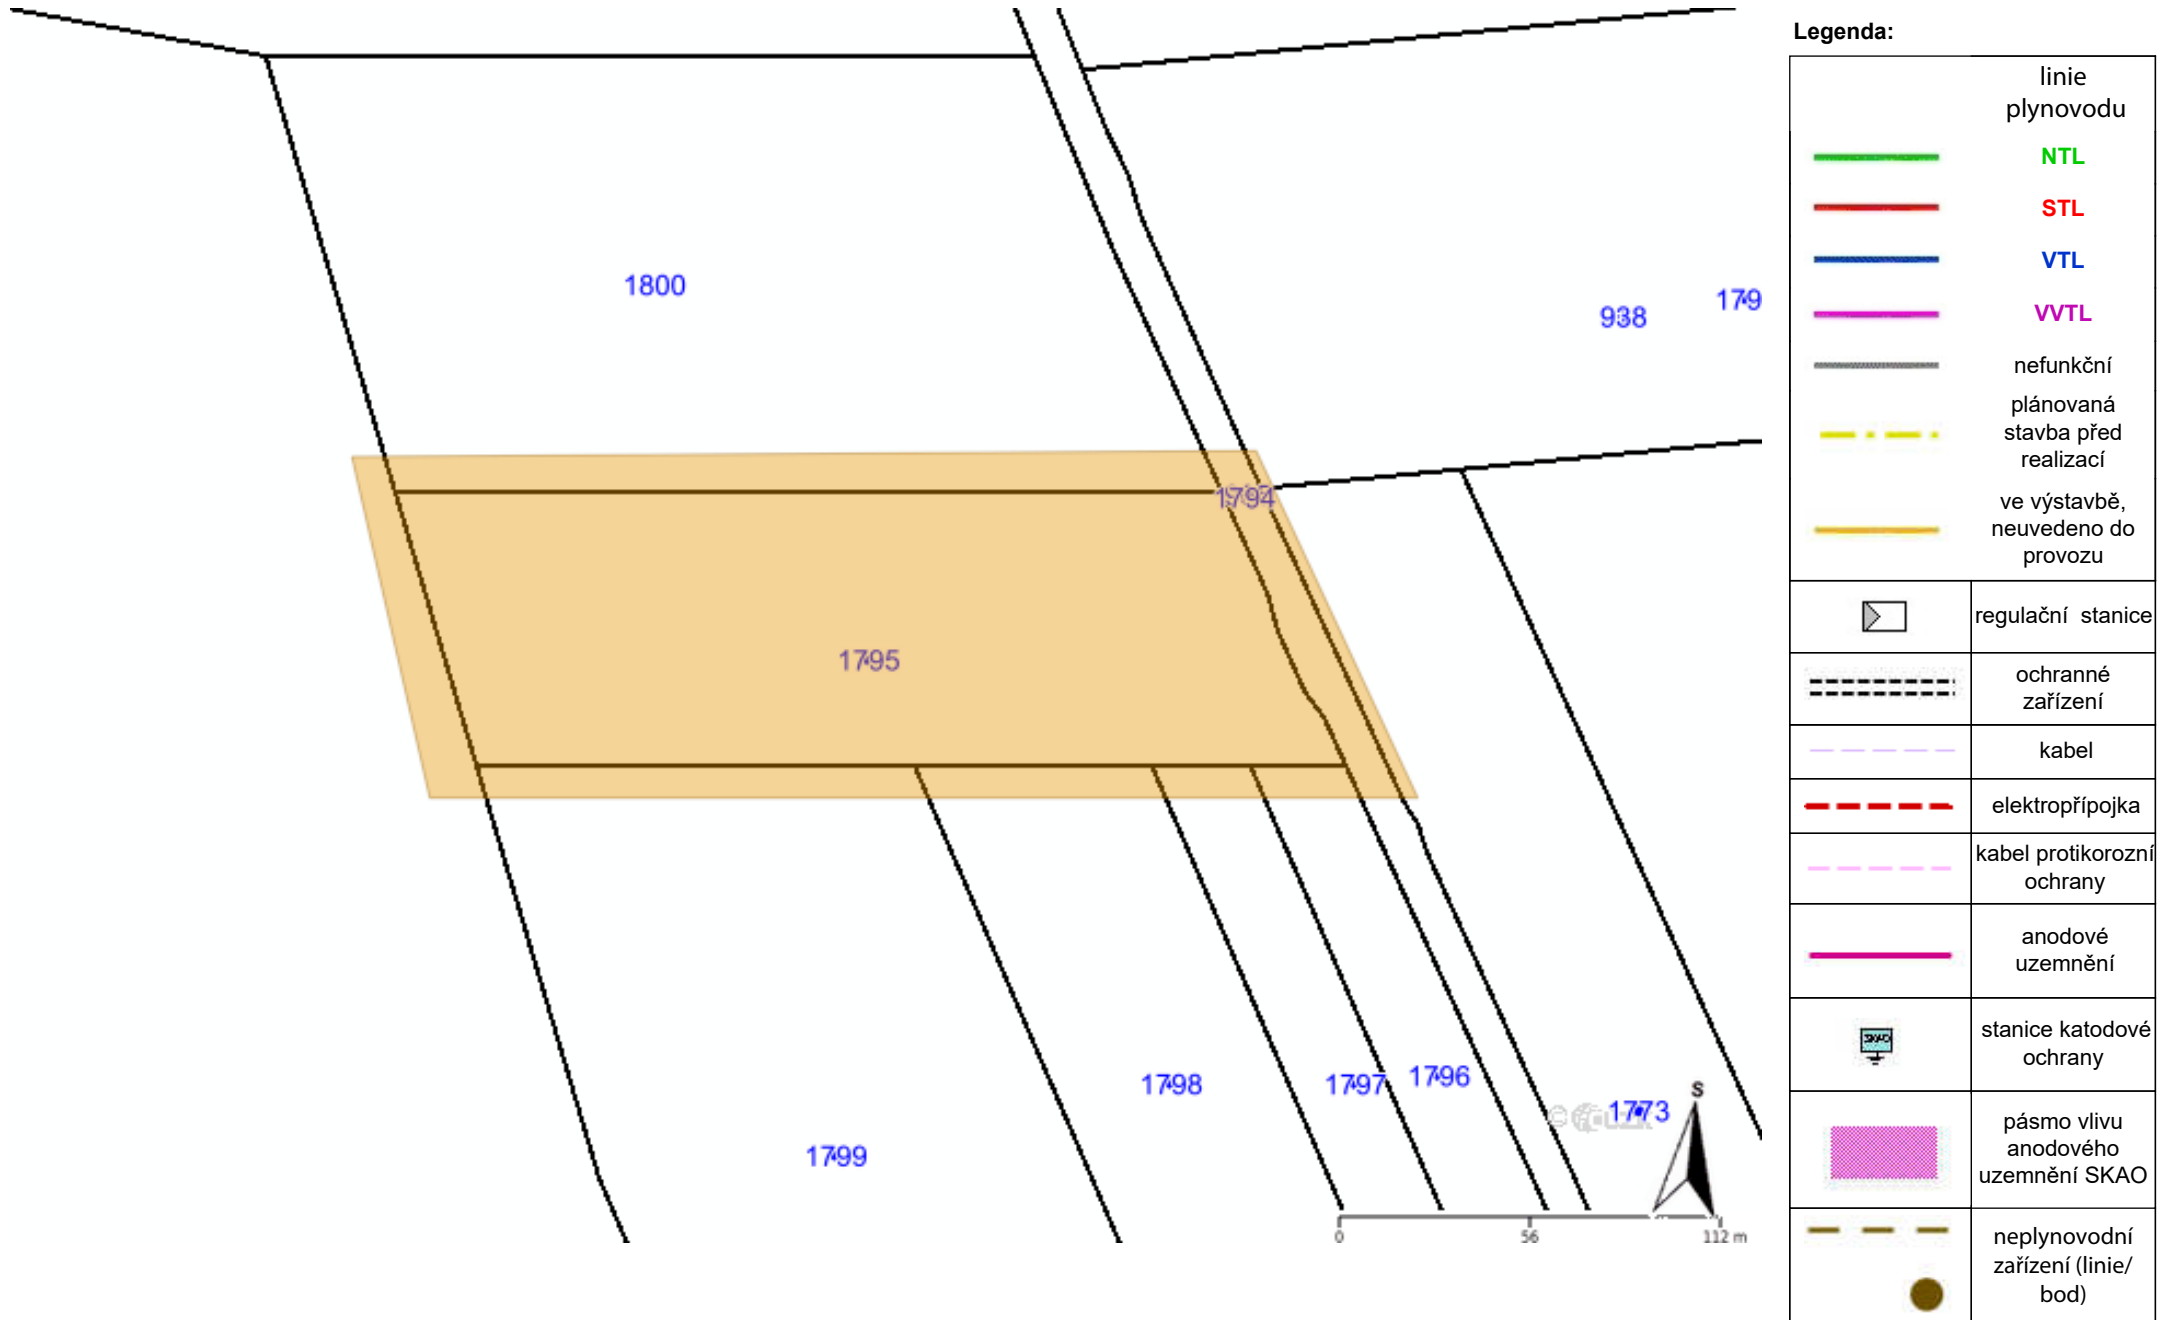 Legenda:
linie
plynovodu
NTL
STL
VTL
VVTL
nefunkční
plánovaná
stavba před
realizací
ve výstavbě,
neuvedeno do
provozu
regulační stanice
ochranné
zařízení
kabel
elektropřípojka
kabel protikorozní
ochrany
anodové
uzemnění
SKAO
stanice katodové
ochrany
pásmo vlivu
anodového
uzemnění SKAO
neplynovodní
zařízení (linie/
bod)
1800
938
179
1794
1795
1798
1797
1796
1773
1799
S
0
56
112 m